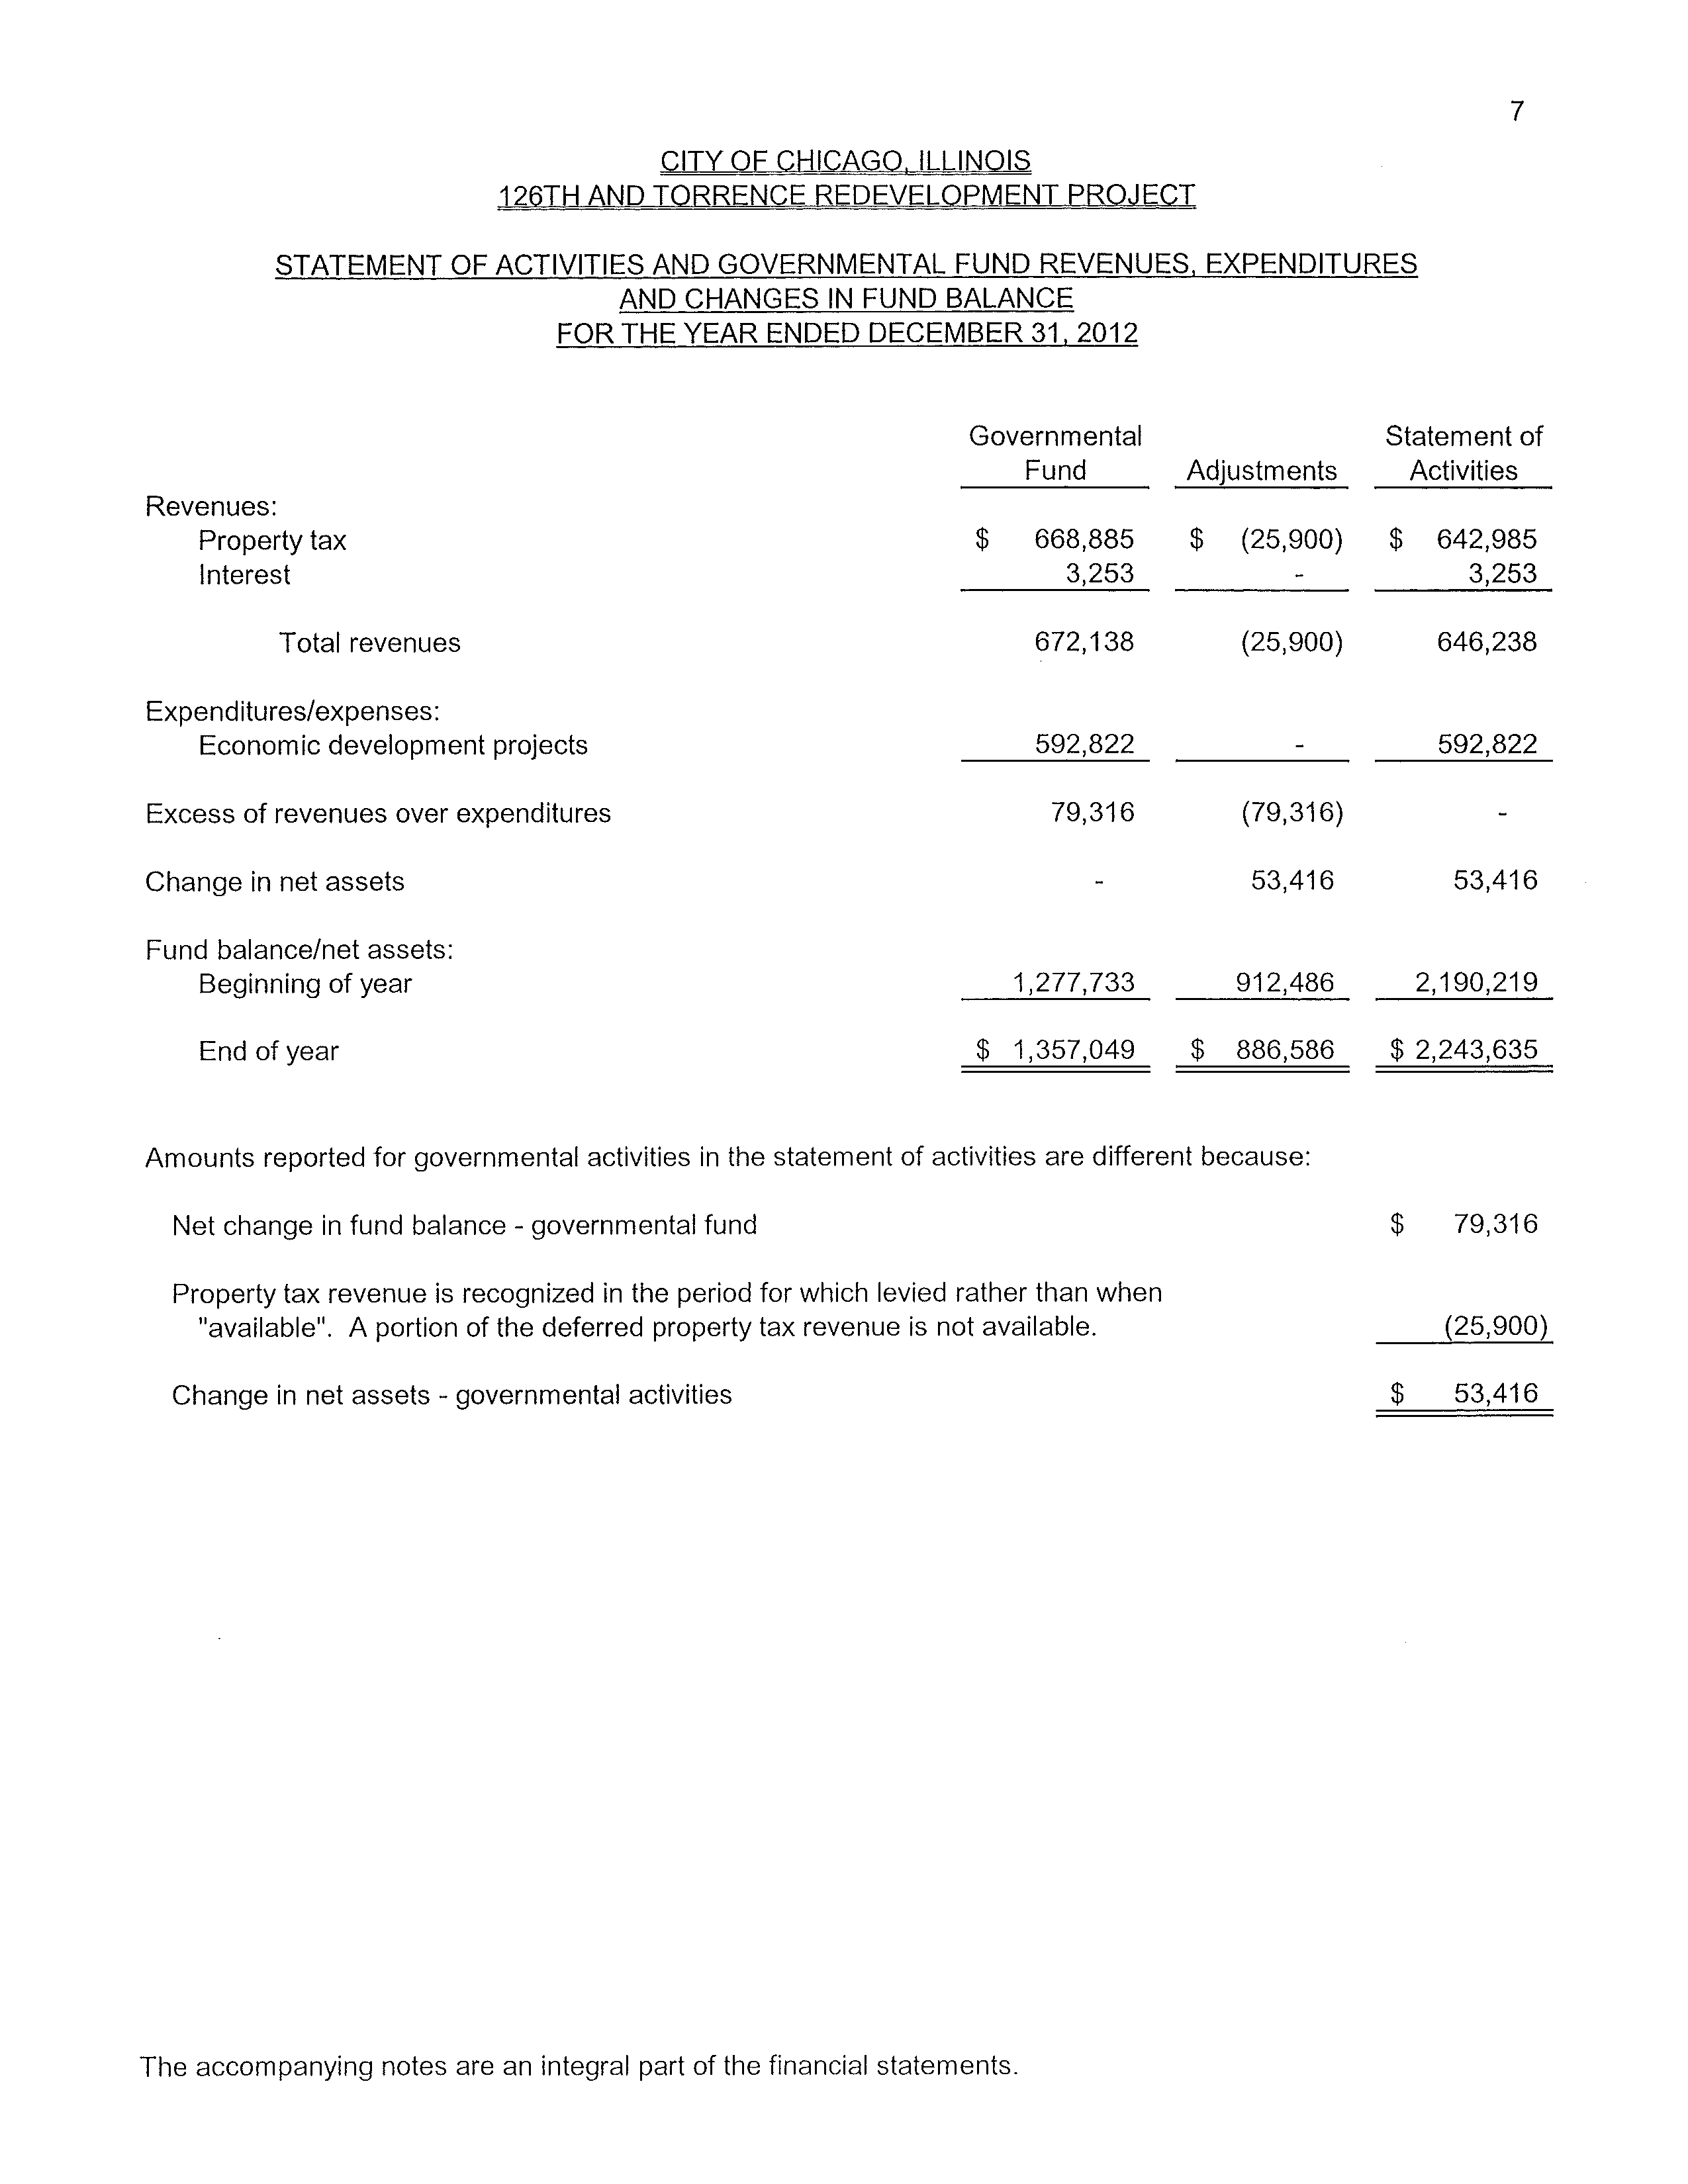 7
CITY OF CHICAGO, ILLINOIS
126TH AND TORRENCE REDEVELOPMENT PROJECT
STATEMENT OF ACTIVITIES AND GOVERNMENTAL FUND REVENUES, EXPENDITURES
AND CHANGES IN FUND BALANCE
FOR THE YEAR ENDED DECEMBER 31, 2012
Governmental Statement of
Fund Adjustments Activities
Revenues:
Property tax $ 668,885 $ (25,900) $ 642,985
Interest 3,253 - 3,253
Total revenues 672,138 (25,900) 646,238
Expenditures/expenses:
Economic development projects 592,822 - 592,822
Excess of revenues over expenditures 79,316 (79,316) -
Change in net assets - 53,416 53,416
Fund balance/net assets:
Beginning of year 1,277,733 912,486 2,190,219
End of year $ 1,357,049 $ 886,586 $ 2,243,635
Amounts reported for governmental activities in the statement of activities are different because:
Net change in fund balance - governmental fund $ 79,316
Property tax revenue is recognized in the period for which levied rather than when
"available". A portion of the deferred property tax revenue is not available. (25,900)
Change in net assets - governmental activities $ 53,416
The accompanying notes are an integral part of the financial statements.